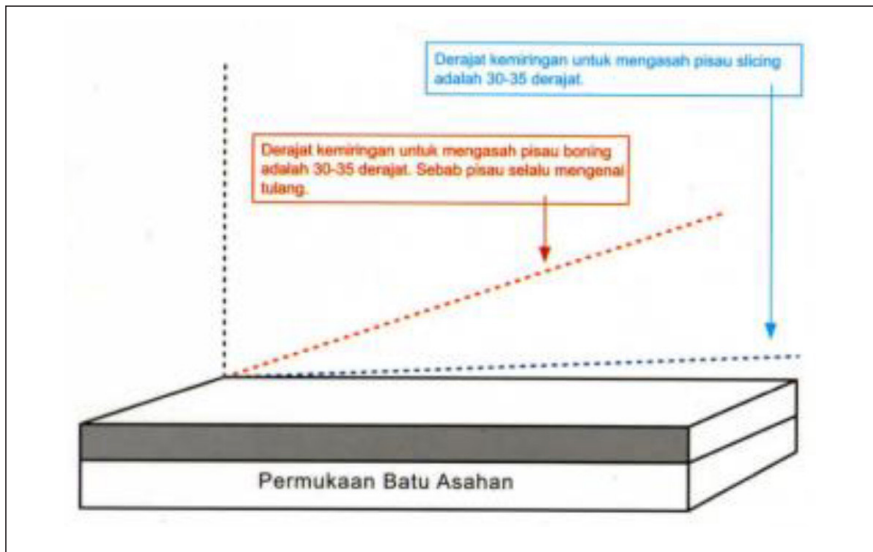 Derajat kemiringan untuk mengasah pisau slicing
adalah 30-35 derajat.
Derajat kemiringan untuk mengasah pisau boning
adalah 30-35 derajat. Sebab pisau selalu mengenai
tulang.
Permukaan Batu Asahan